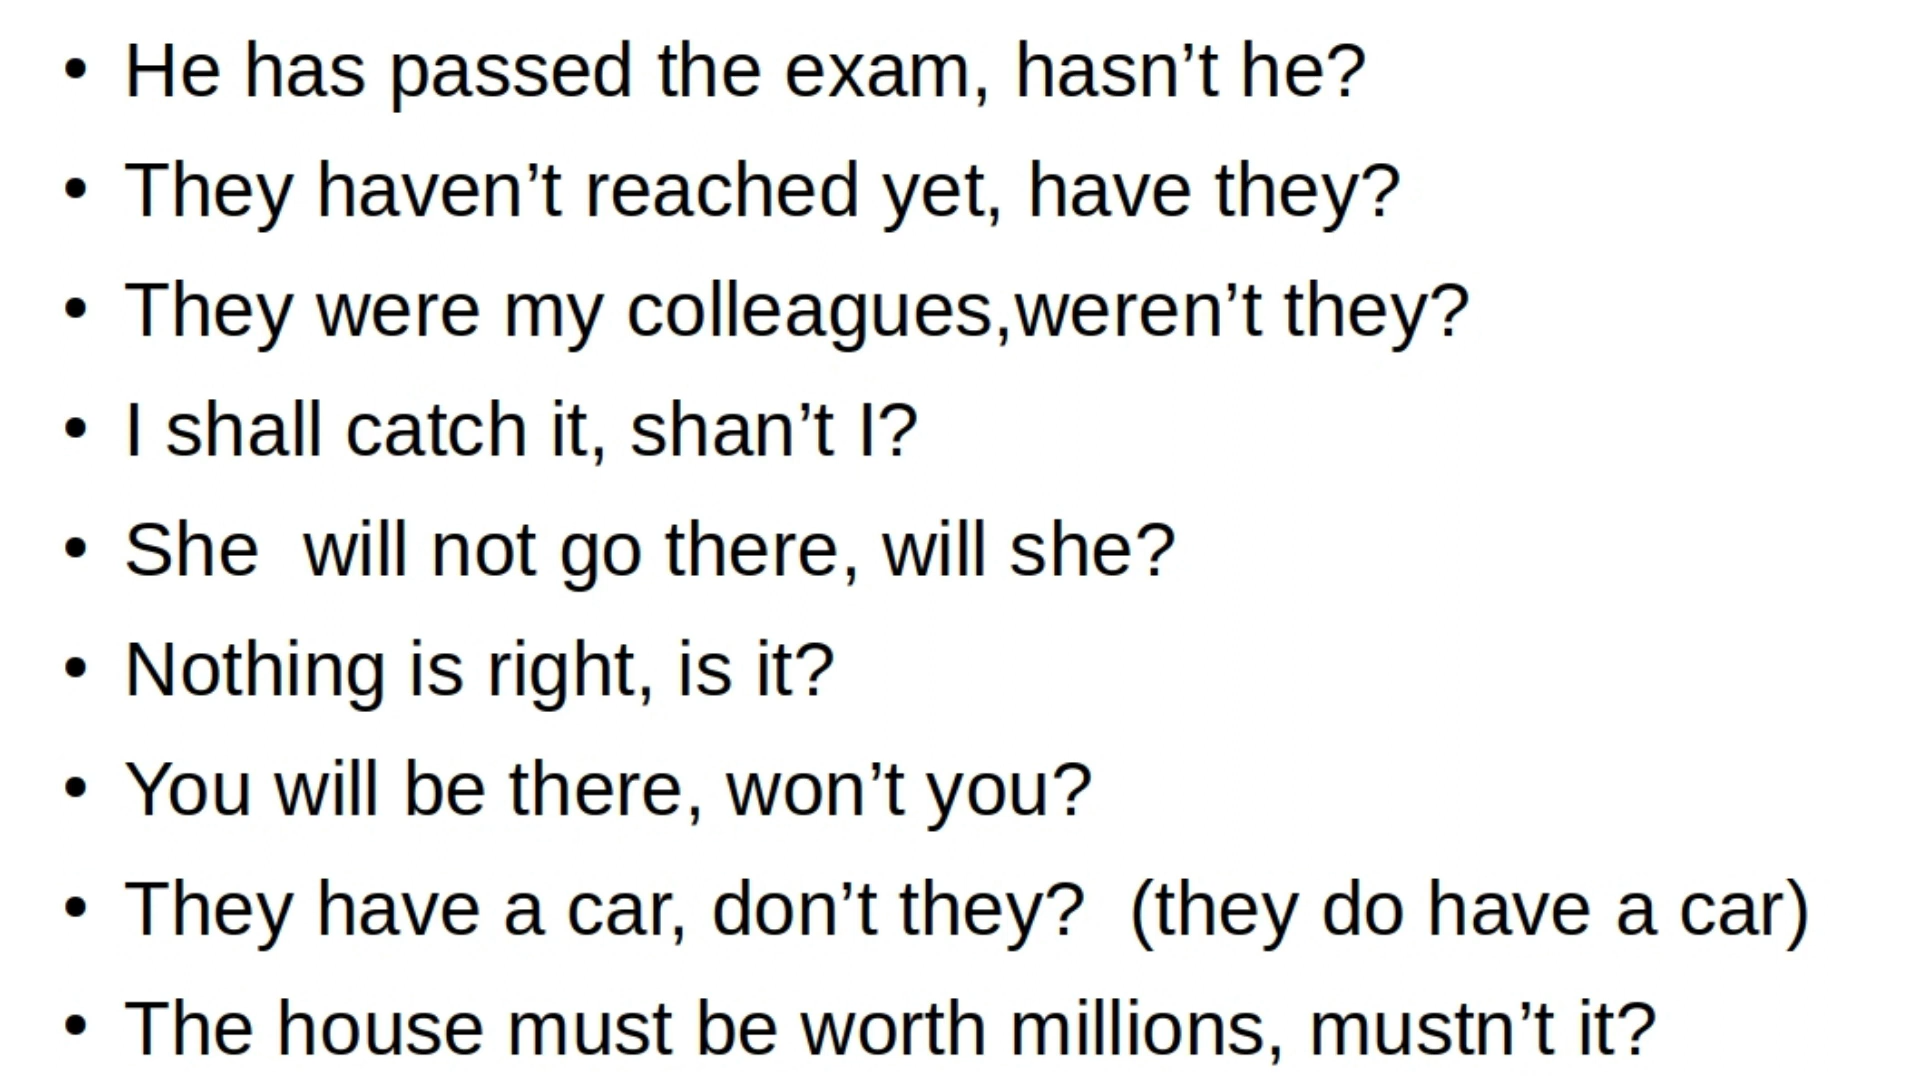 • He has passed the exam, hasn’t he?
• They haven’t reached yet, have they?
• They were my colleagues,weren’t they?
• I shall catch it, shan’t I?
• She  will not go there, will she?
• Nothing is right, is it?
• You will be there, won’t you?
• They have a car, don’t they?  (they do have a car)
• The house must be worth millions, mustn’t it?